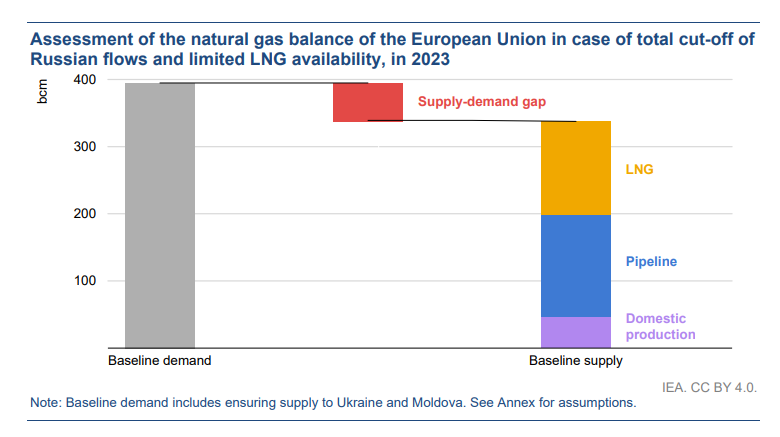 Assessment of the natural gas balance of the European Union in case of total cut-off of
Russian flows and limited LNG availability, in 2023
bcm
400
300
200
100
Supply-demand gap
LNG
Pipeline
Domestic
production
Baseline demand
Baseline supply
IEA. CC BY 4.0.
Note: Baseline demand includes ensuring supply to Ukraine and Moldova. See Annex for assumptions.